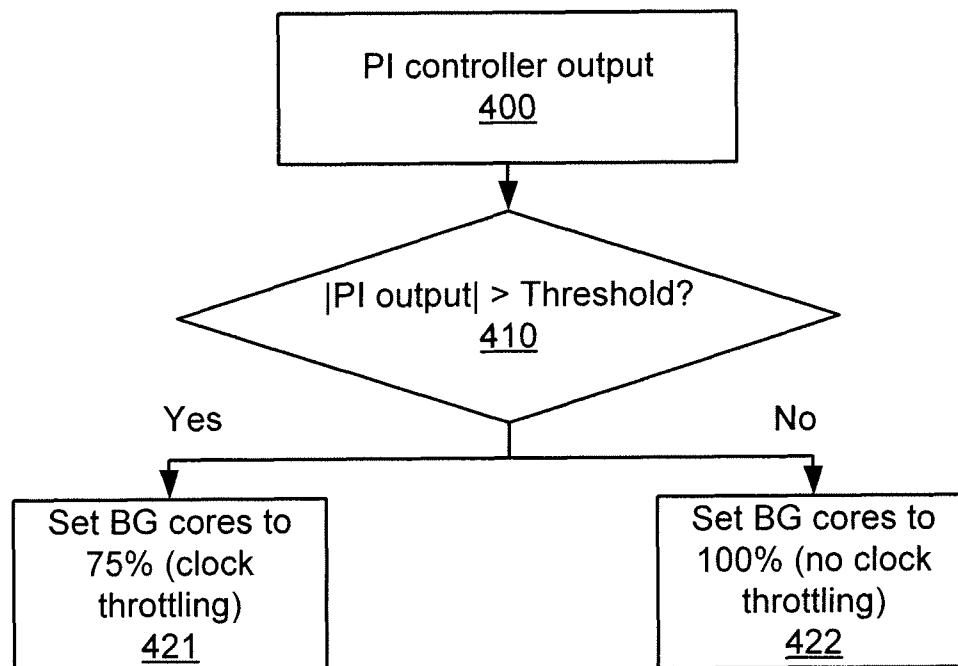 PI controller output
400
|PI output| > Threshold?
410
Yes
No
Set BG cores to
75% (clock
throttling)
421
Set BG cores to
100% (no clock
throttling)
422